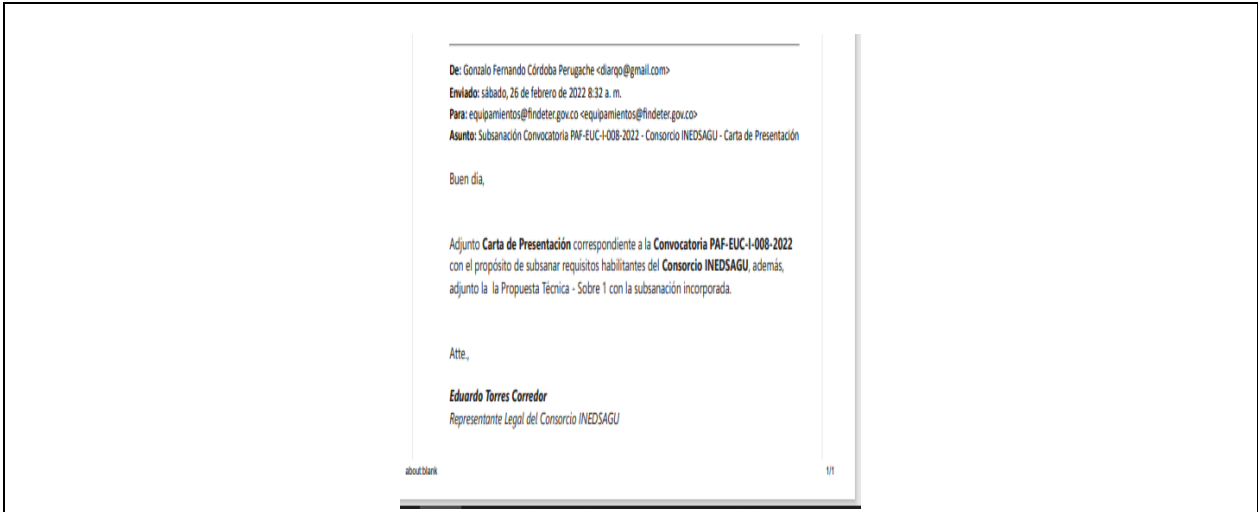 De: Gonzalo Fernando Córdoba Perugache <diarqo@gmail.com>
Enviado: sábado, 26 de febrero de 2022 8:32 a. m.
Para: equipamientos@findeter.gov.co <equipamientos@findeter.gov.co>
Asunto: Subsanación Convocatoria PAF-EUC-I-008-2022 - Consorcio INEDSAGU - Carta de Presentación
Buen día,
Adjunto Carta de Presentación correspondiente a la Convocatoria PAF-EUC-I-008-2022
con el propósito de subsanar requisitos habilitantes del Consorcio INEDSAGU, además,
adjunto la la Propuesta Técnica - Sobre 1 con la subsanación incorporada.
Atte.,
Eduardo Torres Corredor
Representante Legal del Consorcio INEDSAGU
about:blank
1/1